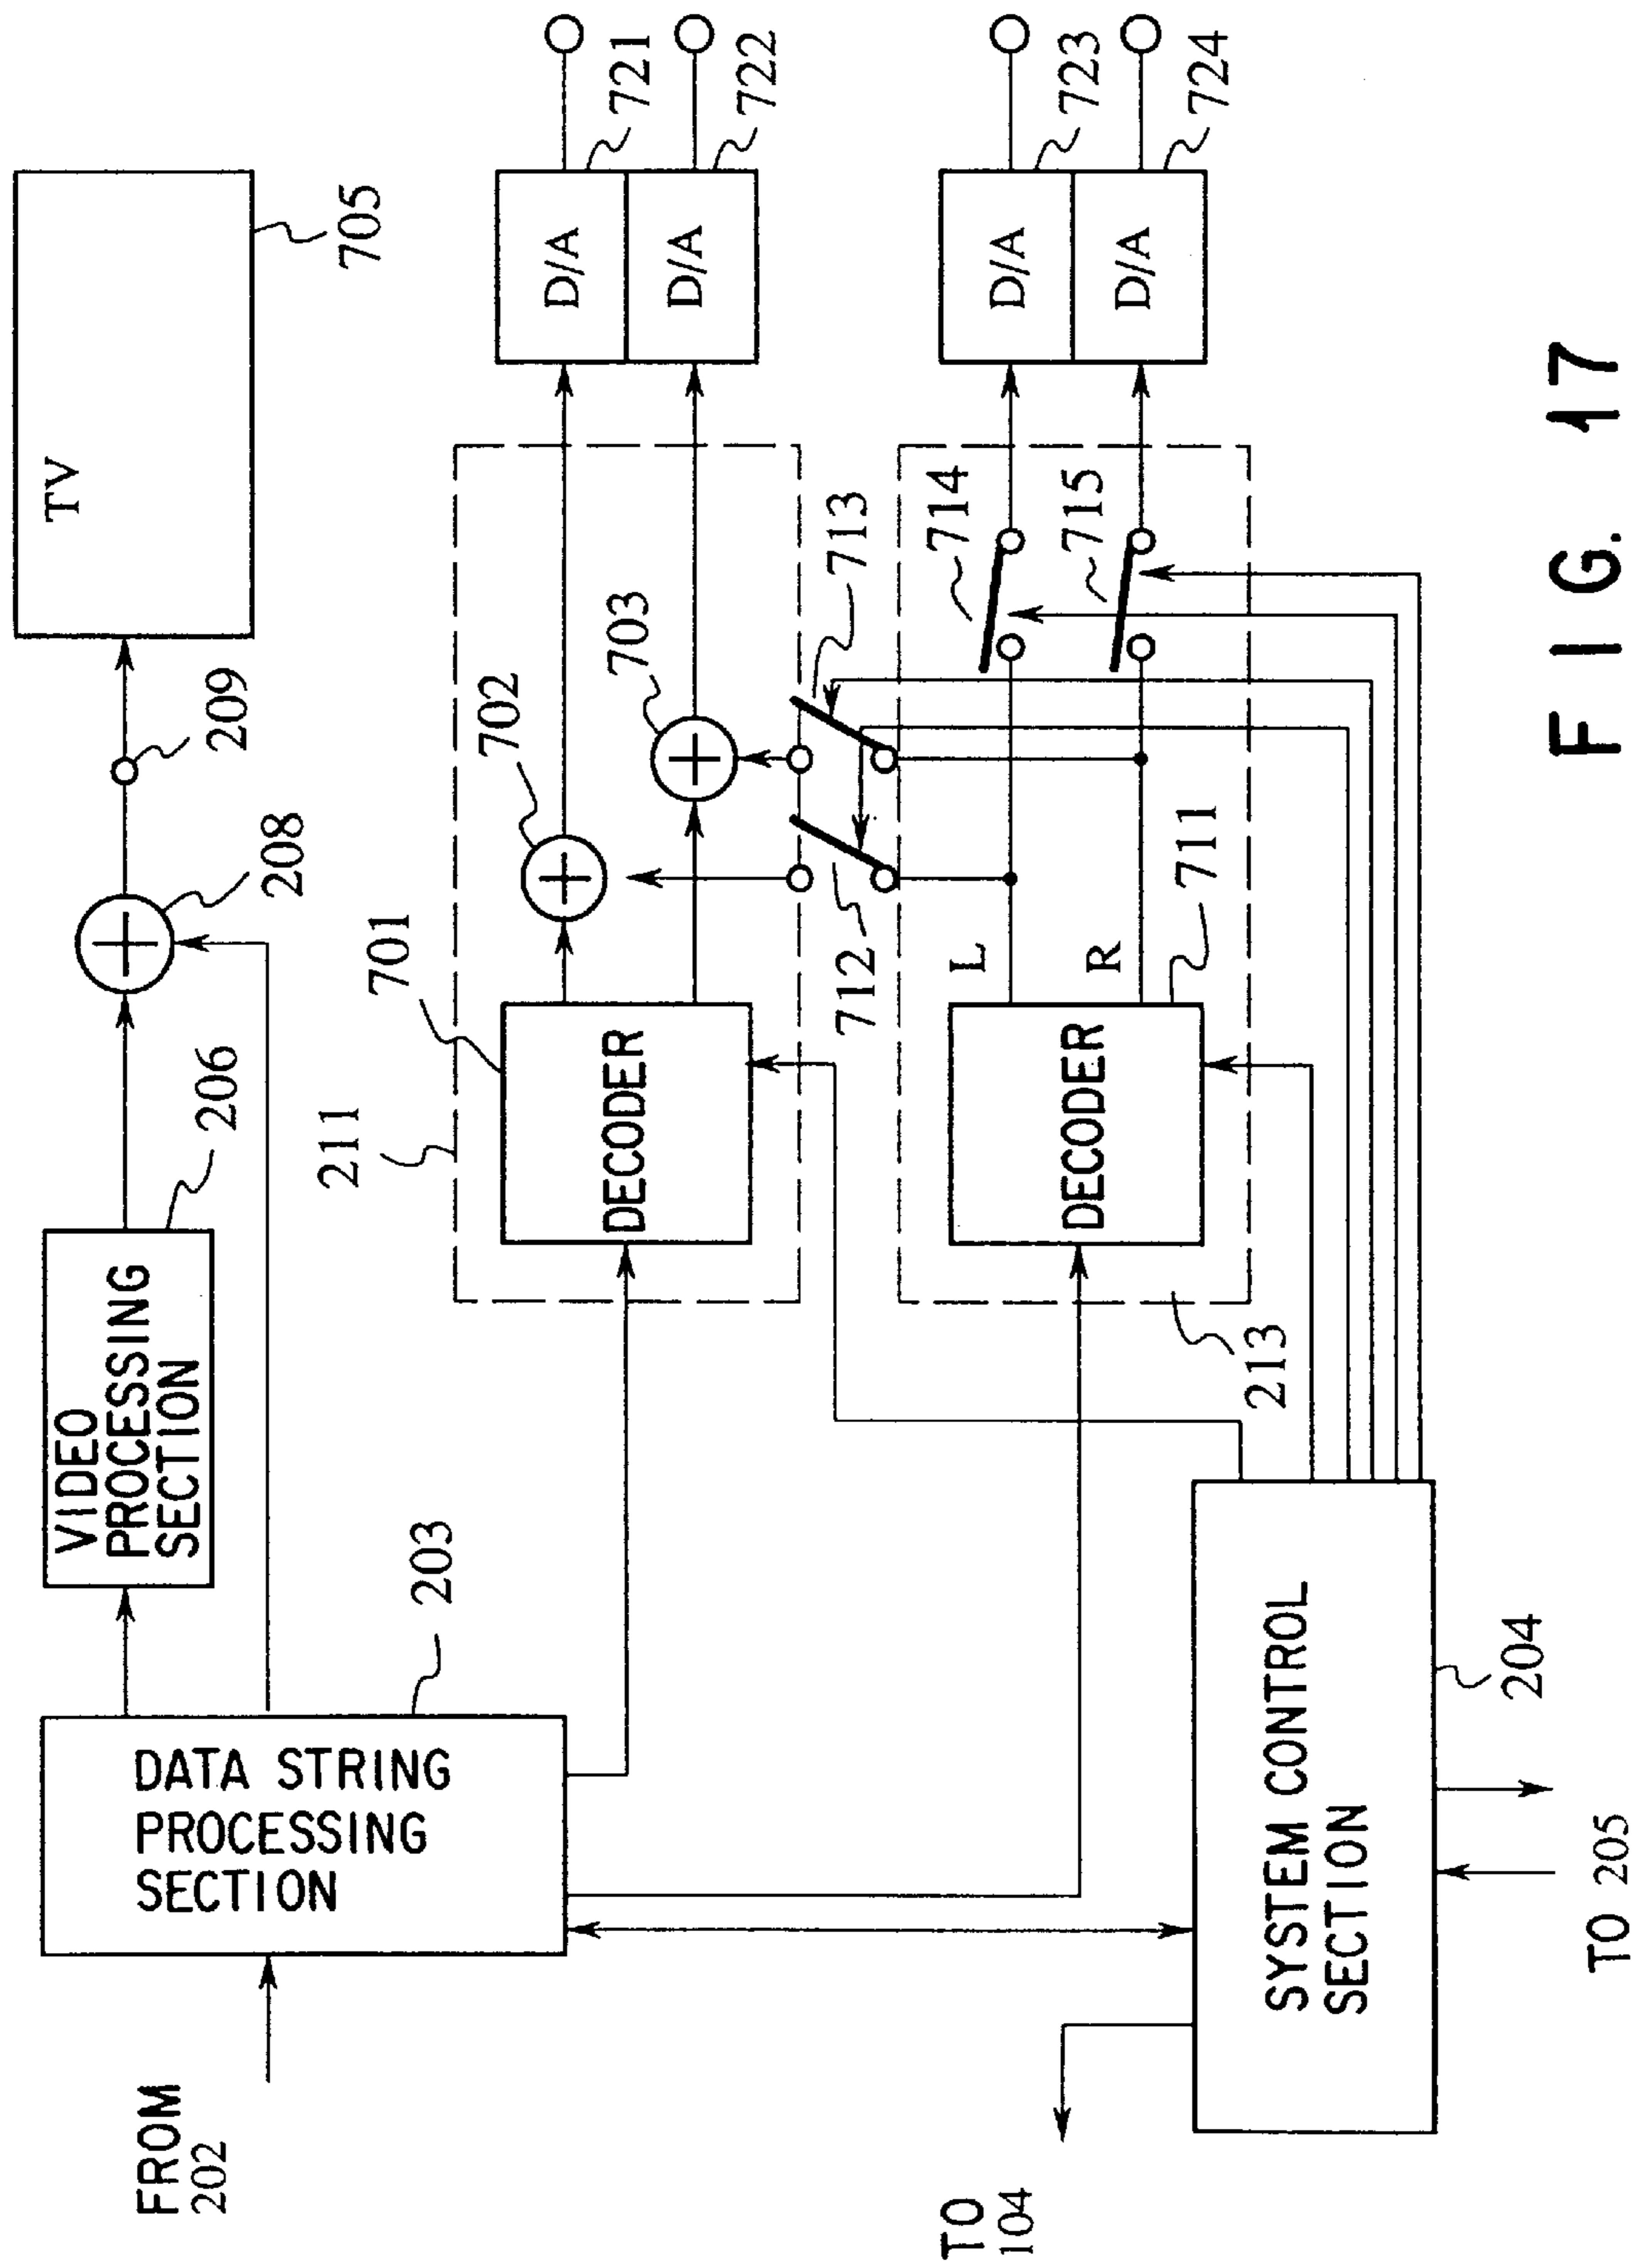 TV
705
209
208
VIDEO
PROCESSING
SECTION
206
DATA STRING
PROCESSING
SECTION
203
FROM
202
211
701
DECODER
702
703
D/A
721
D/A
722
712
713
213
DECODER
711
L
R
714
715
D/A
723
D/A
724
SYSTEM CONTROL
SECTION
204
TO
104
TO 205
FIG. 17